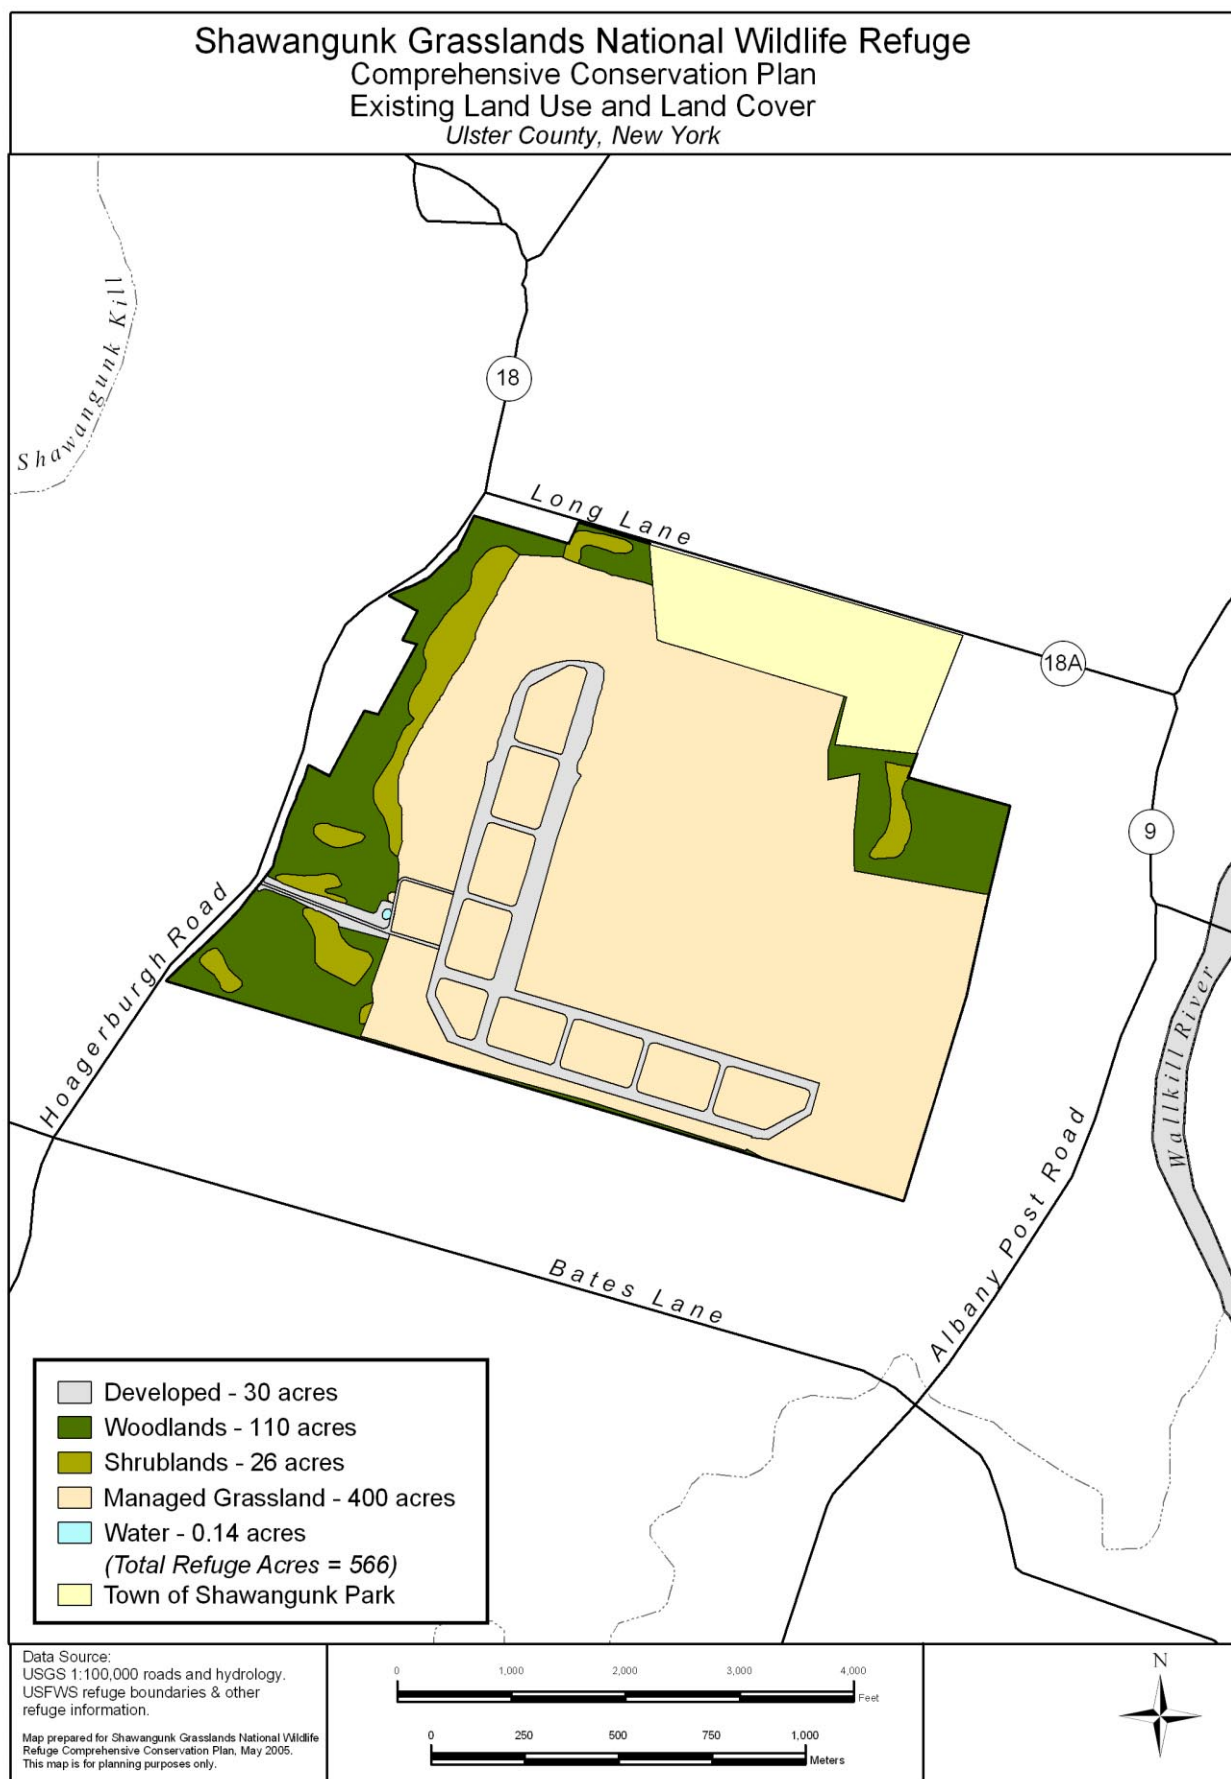 Shawangunk Grasslands National Wildlife Refuge
Comprehensive Conservation Plan
Existing Land Use and Land Cover
Ulster County, New York
Shawangunk Kill
18
Long Lane
18A
9
Hoagerburgh Road
Wallkill River
Albany Post Road
Bates Lane
Developed - 30 acres
Woodlands - 110 acres
Shrublands - 26 acres
Managed Grassland - 400 acres
Water - 0.14 acres
(Total Refuge Acres = 566)
Town of Shawangunk Park
Data Source:
USGS 1:100,000 roads and hydrology.
USFWS refuge boundaries & other
refuge information.
Map prepared for Shawangunk Grasslands National Wildlife
Refuge Comprehensive Conservation Plan, May 2005.
This map is for planning purposes only.
0 1,000 2,000 3,000 4,000
Feet
0 250 500 750 1,000
Meters
N